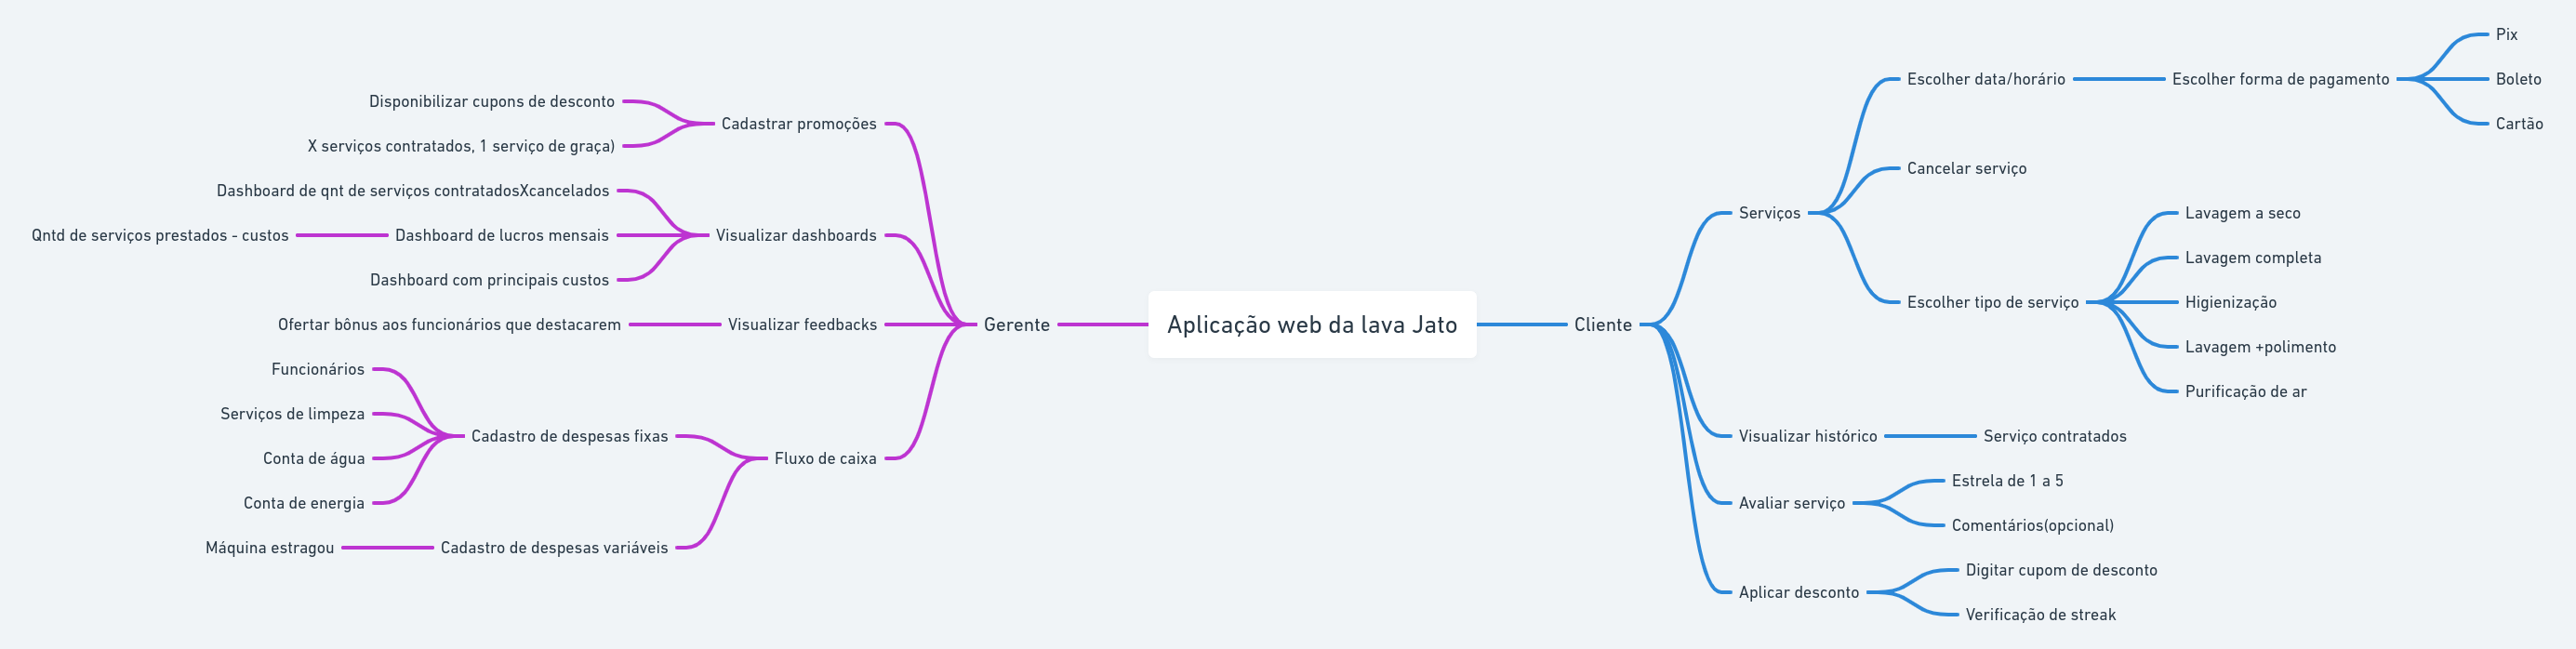 Aplicação web da lava Jato
Gerente
Cadastrar promoções
Disponibilizar cupons de desconto
X serviços contratados, 1 serviço de graça)
Visualizar dashboards
Dashboard de qnt de serviços contratadosXcancelados
Dashboard de lucros mensais
Qntd de serviços prestados - custos
Dashboard com principais custos
Visualizar feedbacks
Ofertar bônus aos funcionários que destacarem
Fluxo de caixa
Cadastro de despesas fixas
Funcionários
Serviços de limpeza
Conta de água
Conta de energia
Cadastro de despesas variáveis
Máquina estragou
Cliente
Serviços
Escolher data/horário
Escolher forma de pagamento
Pix
Boleto
Cartão
Cancelar serviço
Escolher tipo de serviço
Lavagem a seco
Lavagem completa
Higienização
Lavagem +polimento
Purificação de ar
Visualizar histórico
Serviço contratados
Avaliar serviço
Estrela de 1 a 5
Comentários(opcional)
Aplicar desconto
Digitar cupom de desconto
Verificação de streak